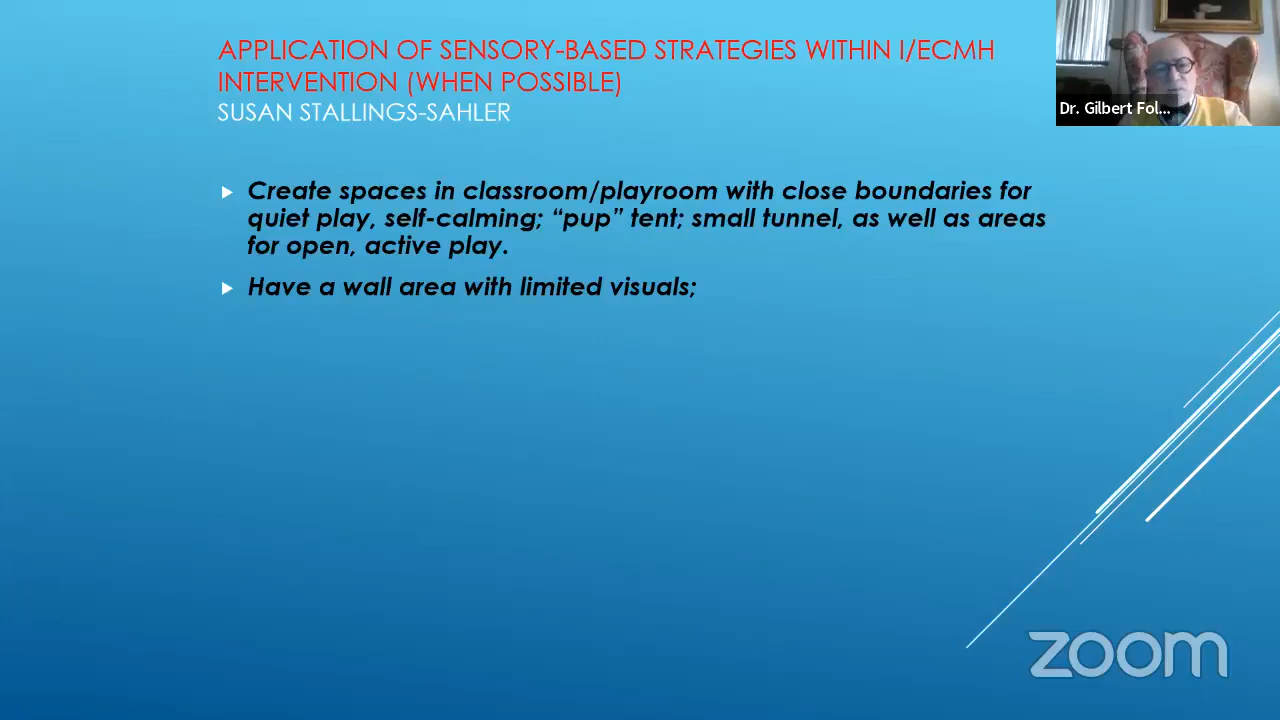 APPLICATION OF SENSORY-BASED STRATEGIES WITHIN I/ECMH
INTERVENTION (WHEN POSSIBLE)
SUSAN STALLINGS-SAHLER
Dr. Gilbert Fol...
Create spaces in classroom/playroom with close boundaries for
quiet play, self-calming; “pup” tent; small tunnel, as well as areas
for open, active play.
Have a wall area with limited visuals;
zoom